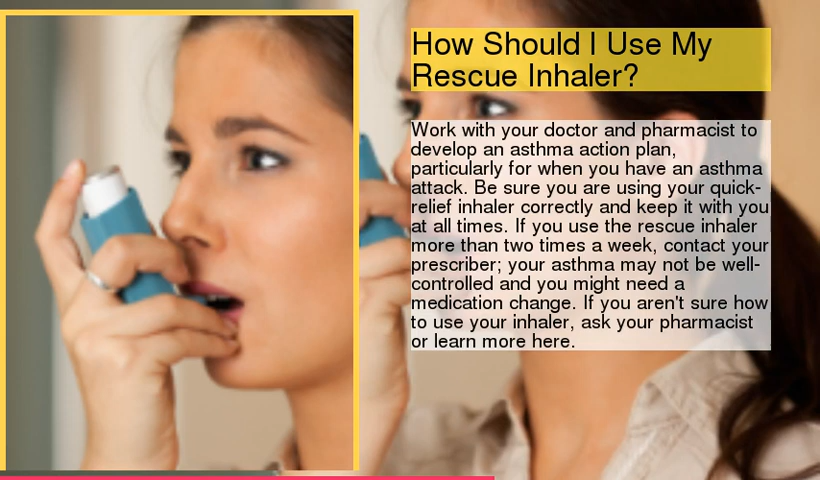 How Should I Use My
Rescue Inhaler?
Work with your doctor and pharmacist to
develop an asthma action plan,
particularly for when you have an asthma
attack. Be sure you are using your quick-
relief inhaler correctly and keep it with you
at all times. If you use the rescue inhaler
more than two times a week, contact your
prescriber; your asthma may not be well-
controlled and you might need a
medication change. If you aren't sure how
to use your inhaler, ask your pharmacist
or learn more here.